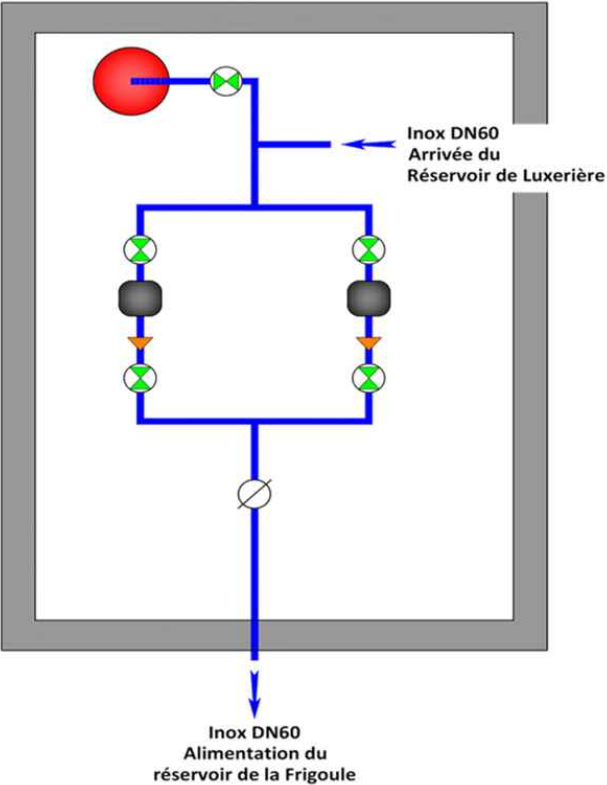 Inox DN60
Arrivée du
Réservoir de Luxerière
Inox DN60
Alimentation du
réservoir de la Frigoule